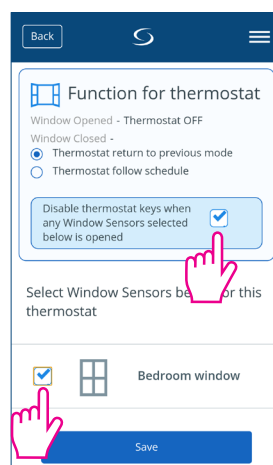 Back
Function for thermostat
Window Opened - Thermostat OFF
Window Closed -
Thermostat return to previous mode
Thermostat follow schedule
Disable thermostat keys when
any Window Sensors selected
below is opened
Select Window Sensors for this
thermostat
Bedroom window
Save